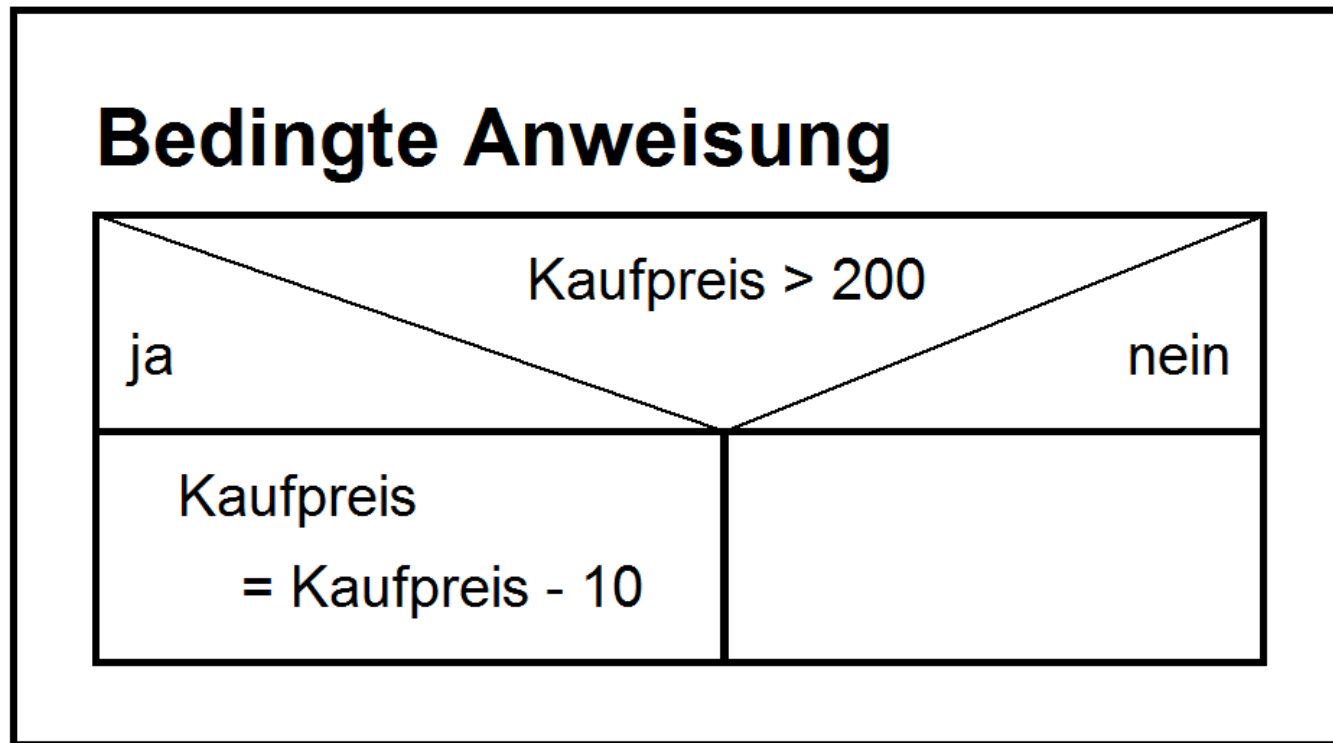 Bedingte Anweisung
Kaufpreis > 200
ja
nein
Kaufpreis
= Kaufpreis - 10